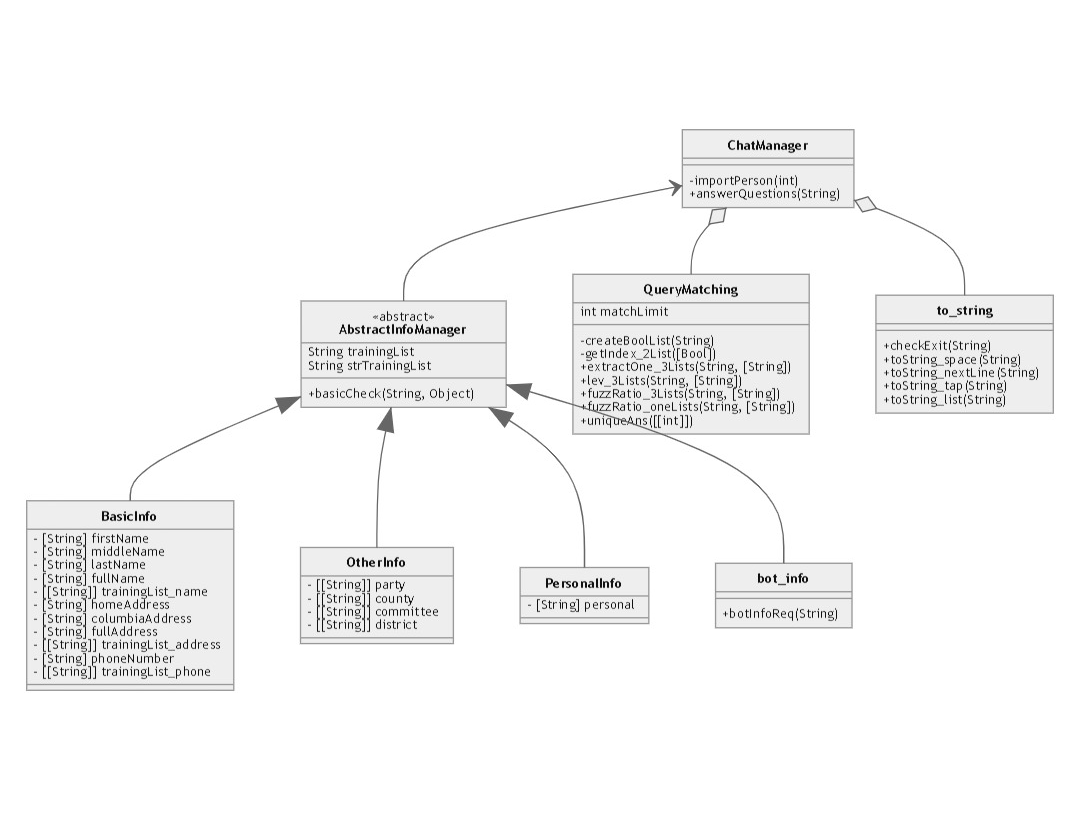 ChatManager
-importPerson(int)
+answerQuestions(String)
QueryMatching
int matchLimit
-createBoolList(String)
-getIndex_2List([Bool])
+extractOne_3Lists(String, [String])
+lev_3Lists(String, [String])
+fuzzRatio_3Lists(String, [String])
+fuzzRatio_oneLists(String, [String])
+uniqueAns([[int]])
to_string
+checkExit(String)
+toString_space(String)
+toString_nextLine(String)
+toString_tap(String)
+toString_list(String)
«abstract»
AbstractInfoManager
String trainingList
String strTrainingList
+basicCheck(String, Object)
BasicInfo
- [String] firstName
- [String] middleName
- [String] lastName
- [String] fullName
- [[String]] trainingList_name
- [String] homeAddress
- [String] columbiaAddress
- [String] fullAddress
- [[String]] trainingList_address
- [String] phoneNumber
- [[String]] trainingList_phone
OtherInfo
- [[String]] party
- [[String]] county
- [[String]] committee
- [[String]] district
PersonalInfo
- [String] personal
bot_info
+botInfoReq(String)